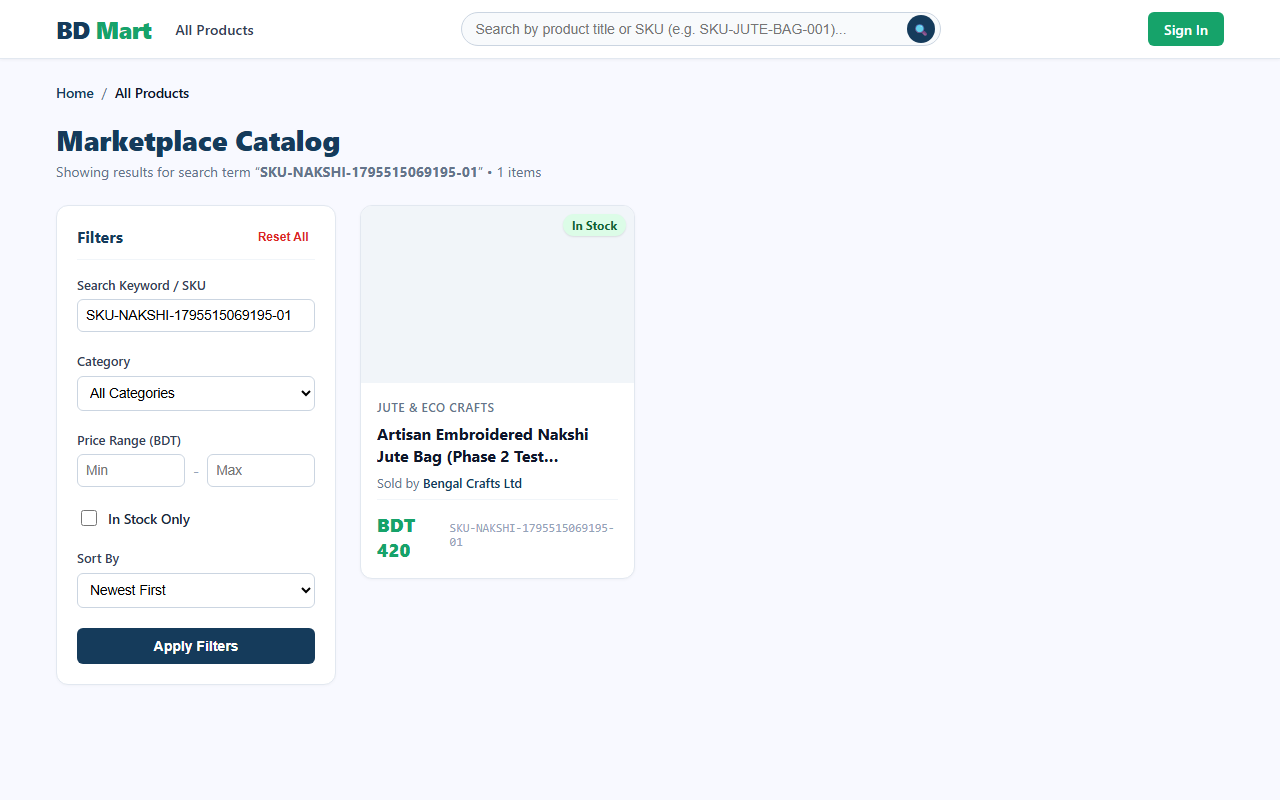 BD Mart
All Products
Search by product title or SKU (e.g. SKU-JUTE-BAG-001)...
Sign In
Home / All Products
Marketplace Catalog
Showing results for search term “SKU-NAKSHI-1795515069195-01” • 1 items
Filters
Reset All
Search Keyword / SKU
SKU-NAKSHI-1795515069195-01
Category
All Categories
Price Range (BDT)
Min - Max
In Stock Only
Sort By
Newest First
Apply Filters
In Stock
JUTE & ECO CRAFTS
Artisan Embroidered Nakshi
Jute Bag (Phase 2 Test...
Sold by Bengal Crafts Ltd
BDT
420
SKU-NAKSHI-1795515069195-
01